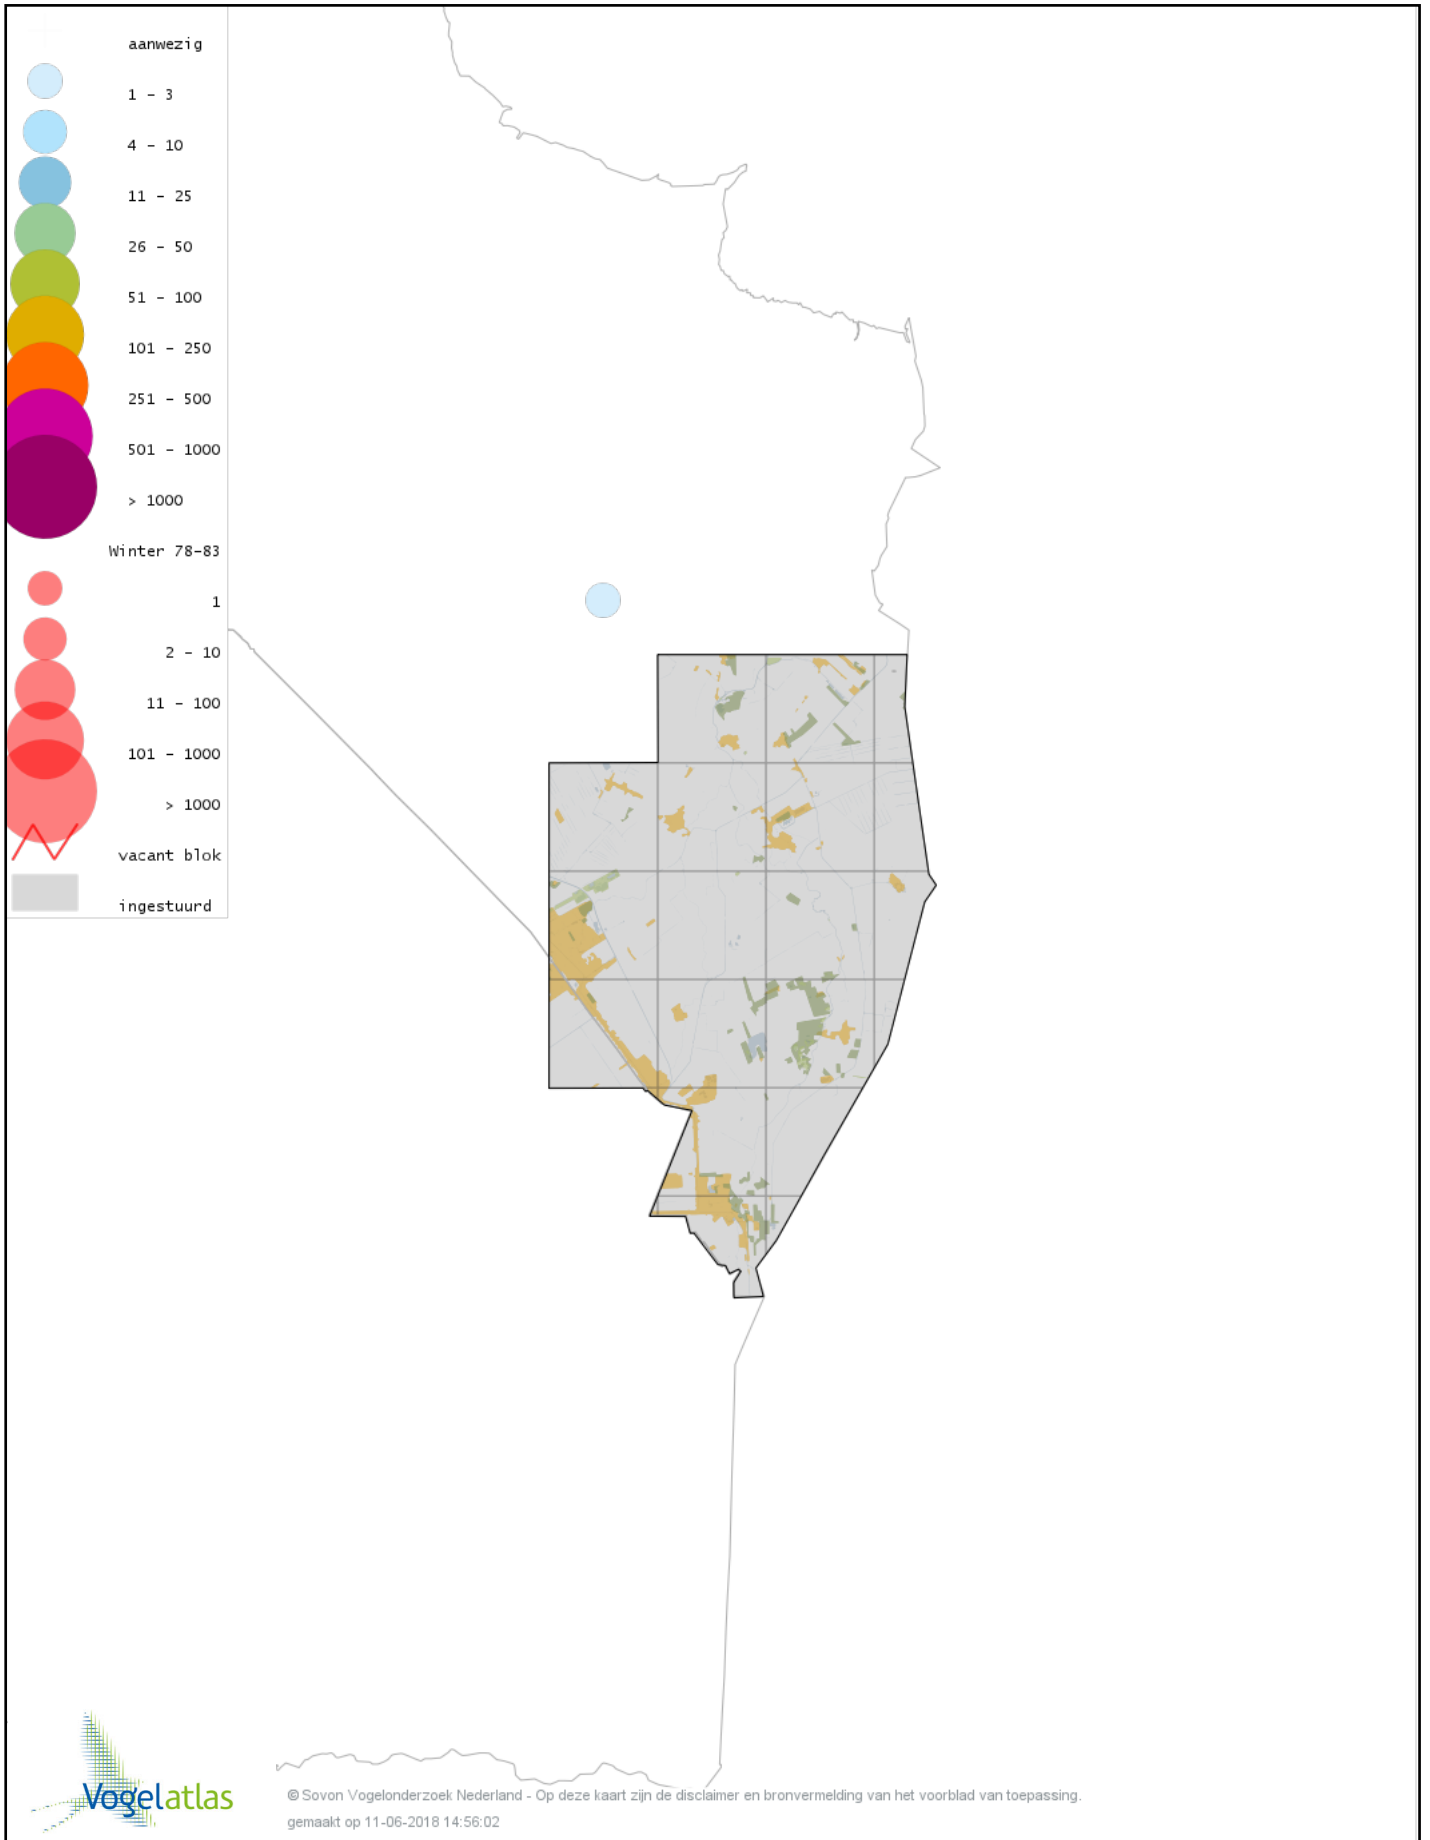 aanwezig
1 - 3
4 - 10
11 - 25
26 - 50
51 - 100
101 - 250
251 - 500
501 - 1000
> 1000
Winter 78-83
1
2 - 10
11 - 100
101 - 1000
> 1000
vacant blok
ingestuurd
Vogelatlas
© Sovon Vogelonderzoek Nederland - Op deze kaart zijn de disclaimer en bronvermelding van het voorblad van toepassing.
gemaakt op 11-06-2018 14:56:02